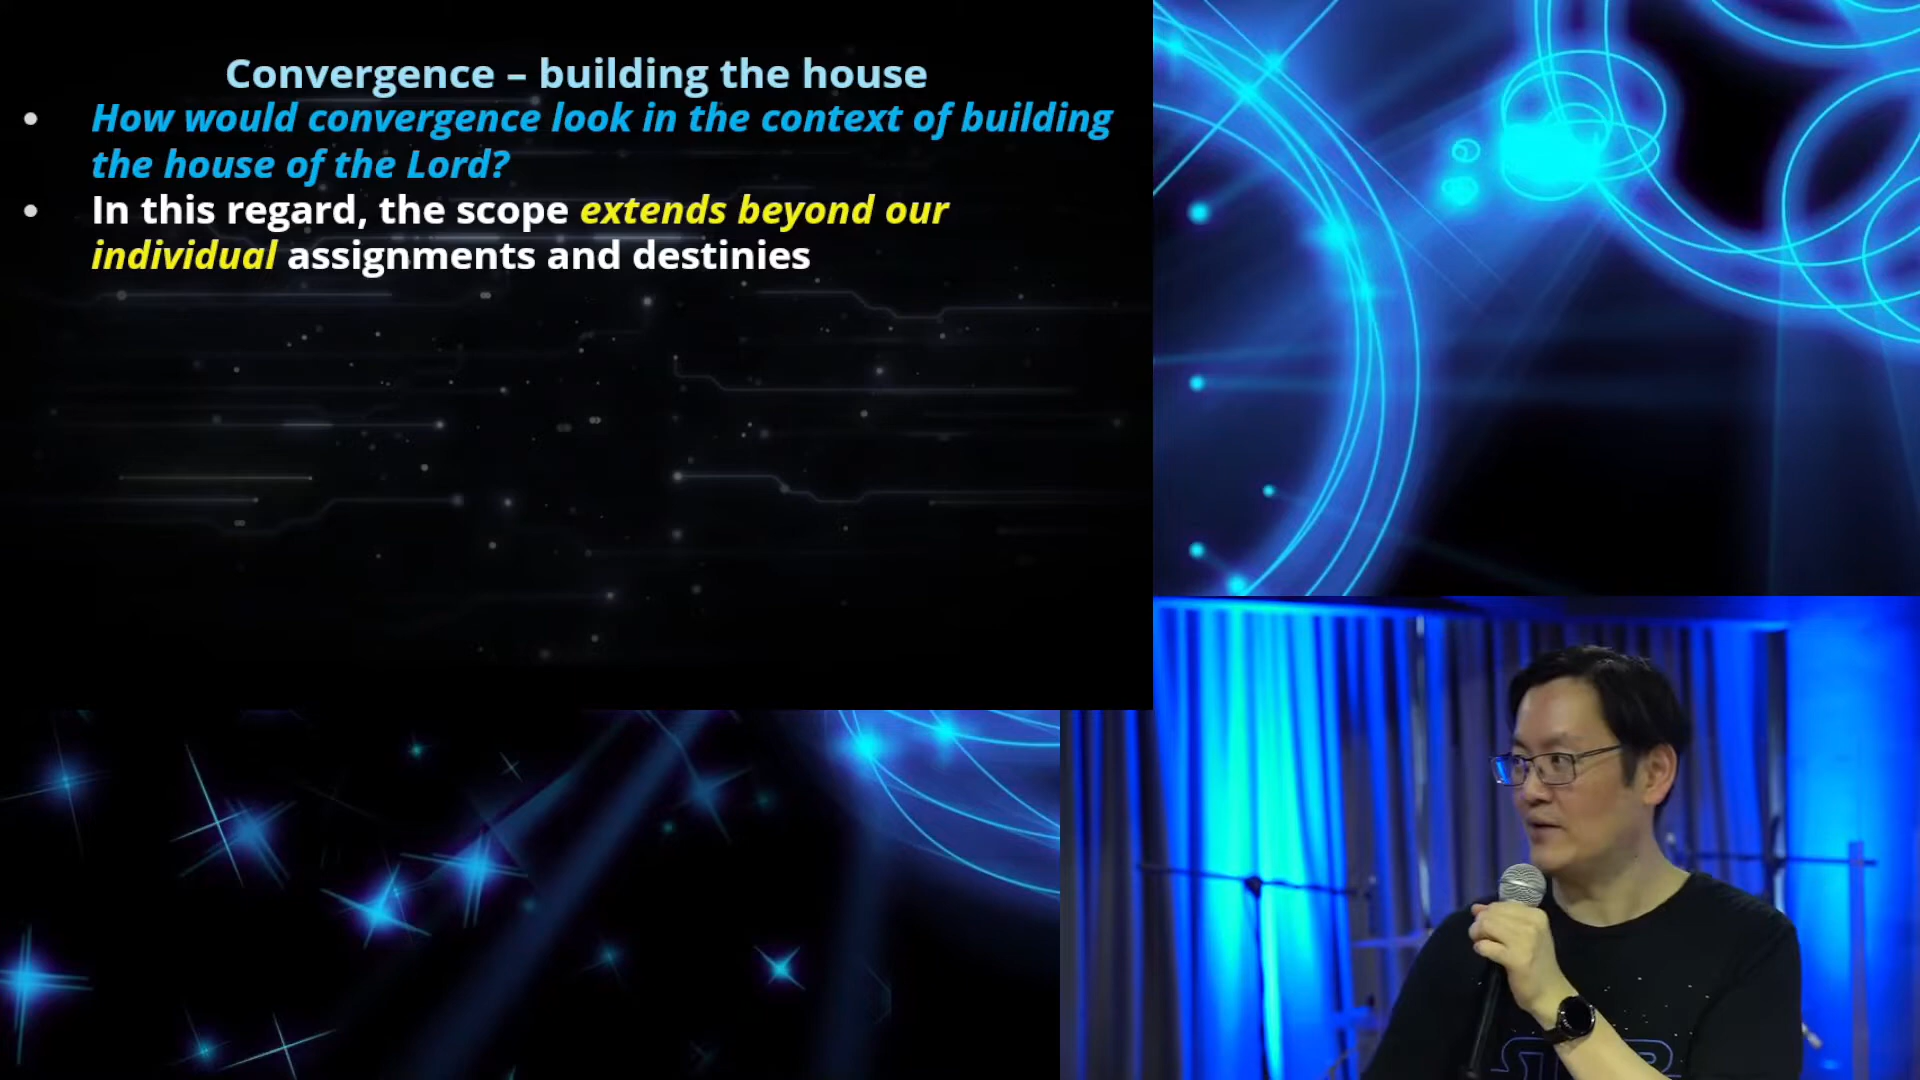 Convergence – building the house
• How would convergence look in the context of building
the house of the Lord?
• In this regard, the scope extends beyond our
individual assignments and destinies